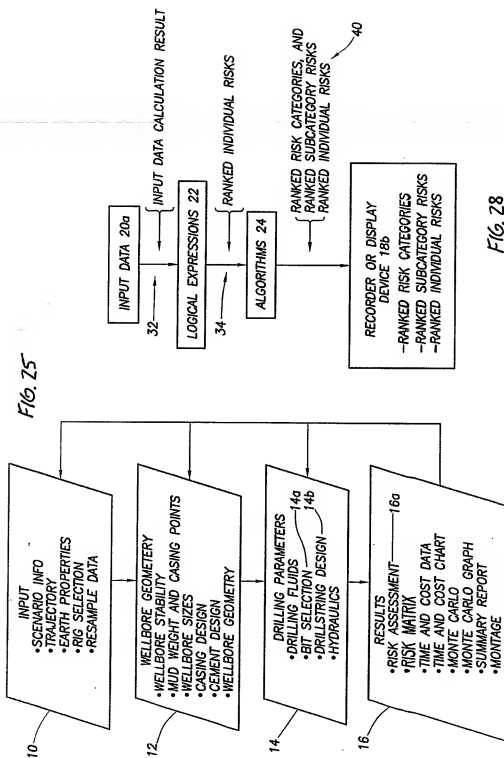 FIG. 25
INPUT
•SCENARIO INFO
•TRAJECTORY
•EARTH PROPERTIES
•RIG SELECTION
•RESAMPLE DATA
10
WELLBORE GEOMETERY
•WELLBORE STABILITY
•MUD WEIGHT AND CASING POINTS
•WELLBORE SIZES
•CASING DESIGN
•CEMENT DESIGN
•WELLBORE GEOMETRY
12
DRILLING PARAMETERS
•DRILLING FLUIDS
•BIT SELECTION 14a
•DRILLSTRING DESIGN 14b
•HYDRAULICS
14
RESULTS
•RISK ASSESSMENT 16a
•RISK MATRIX
•TIME AND COST DATA
•TIME AND COST CHART
•MONTE CARLO
•MONTE CARLO GRAPH
•SUMMARY REPORT
•MONTAGE
16
INPUT DATA 20a
32
INPUT DATA CALCULATION RESULT
LOGICAL EXPRESSIONS 22
34
RANKED INDIVIDUAL RISKS
ALGORITHMS 24
RANKED RISK CATEGORIES, AND
RANKED SUBCATEGORY RISKS
RANKED INDIVIDUAL RISKS
40
RECORDER OR DISPLAY
DEVICE 18b
–RANKED RISK CATEGORIES
–RANKED SUBCATEGORY RISKS
–RANKED INDIVIDUAL RISKS
FIG. 28